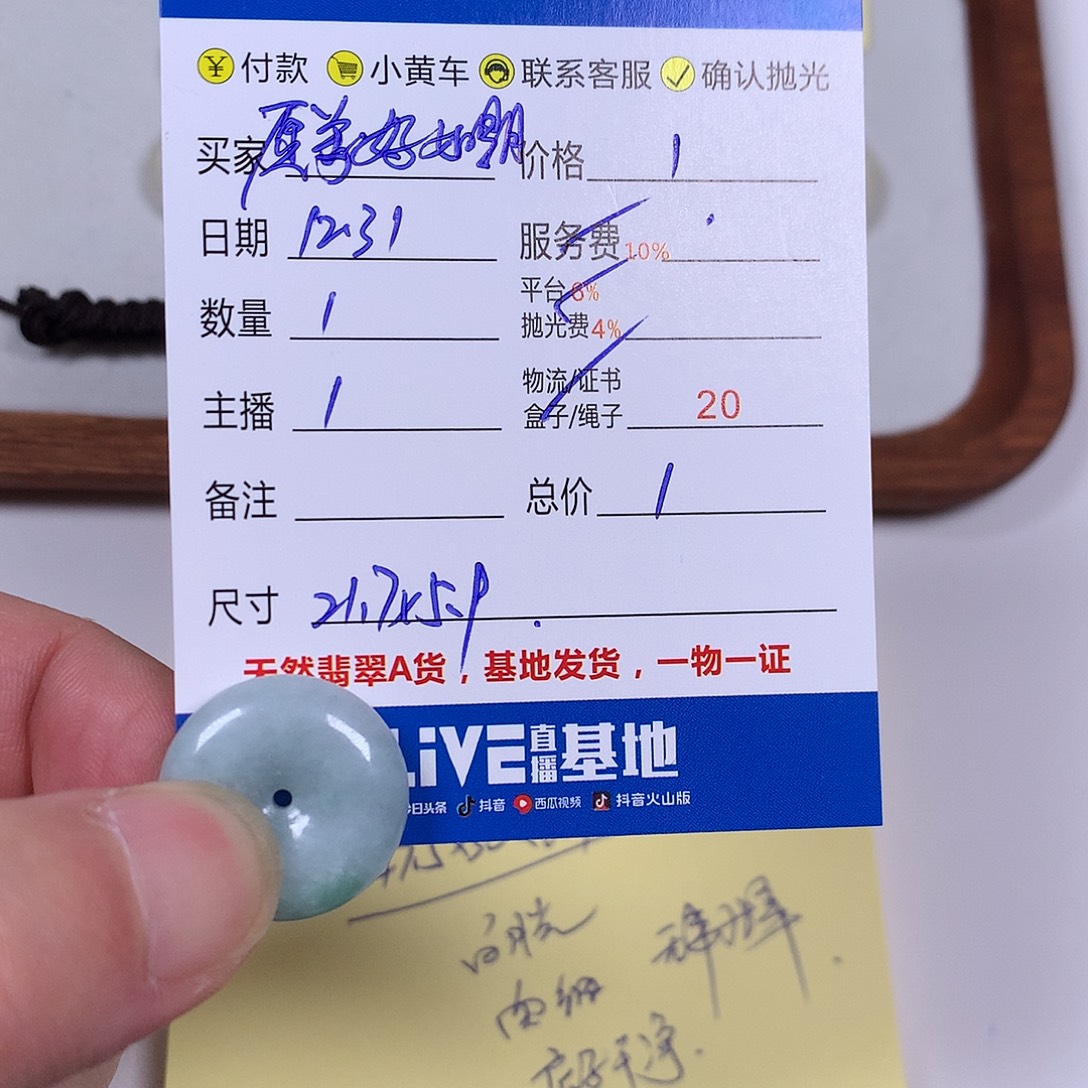 付款 小黄车 联系客服 确认抛光
买家 价格 1
日期 12.31 服务费10%
数量 1 平台6%
抛光费4%
主播 1 物流/证书
盒子/绳子 20
备注 总价 1
尺寸 21.7x5.9
天然翡翠A货，基地发货，一物一证
LiVE直播基地
日头条 抖音 西瓜视频 抖音火山版
肉细